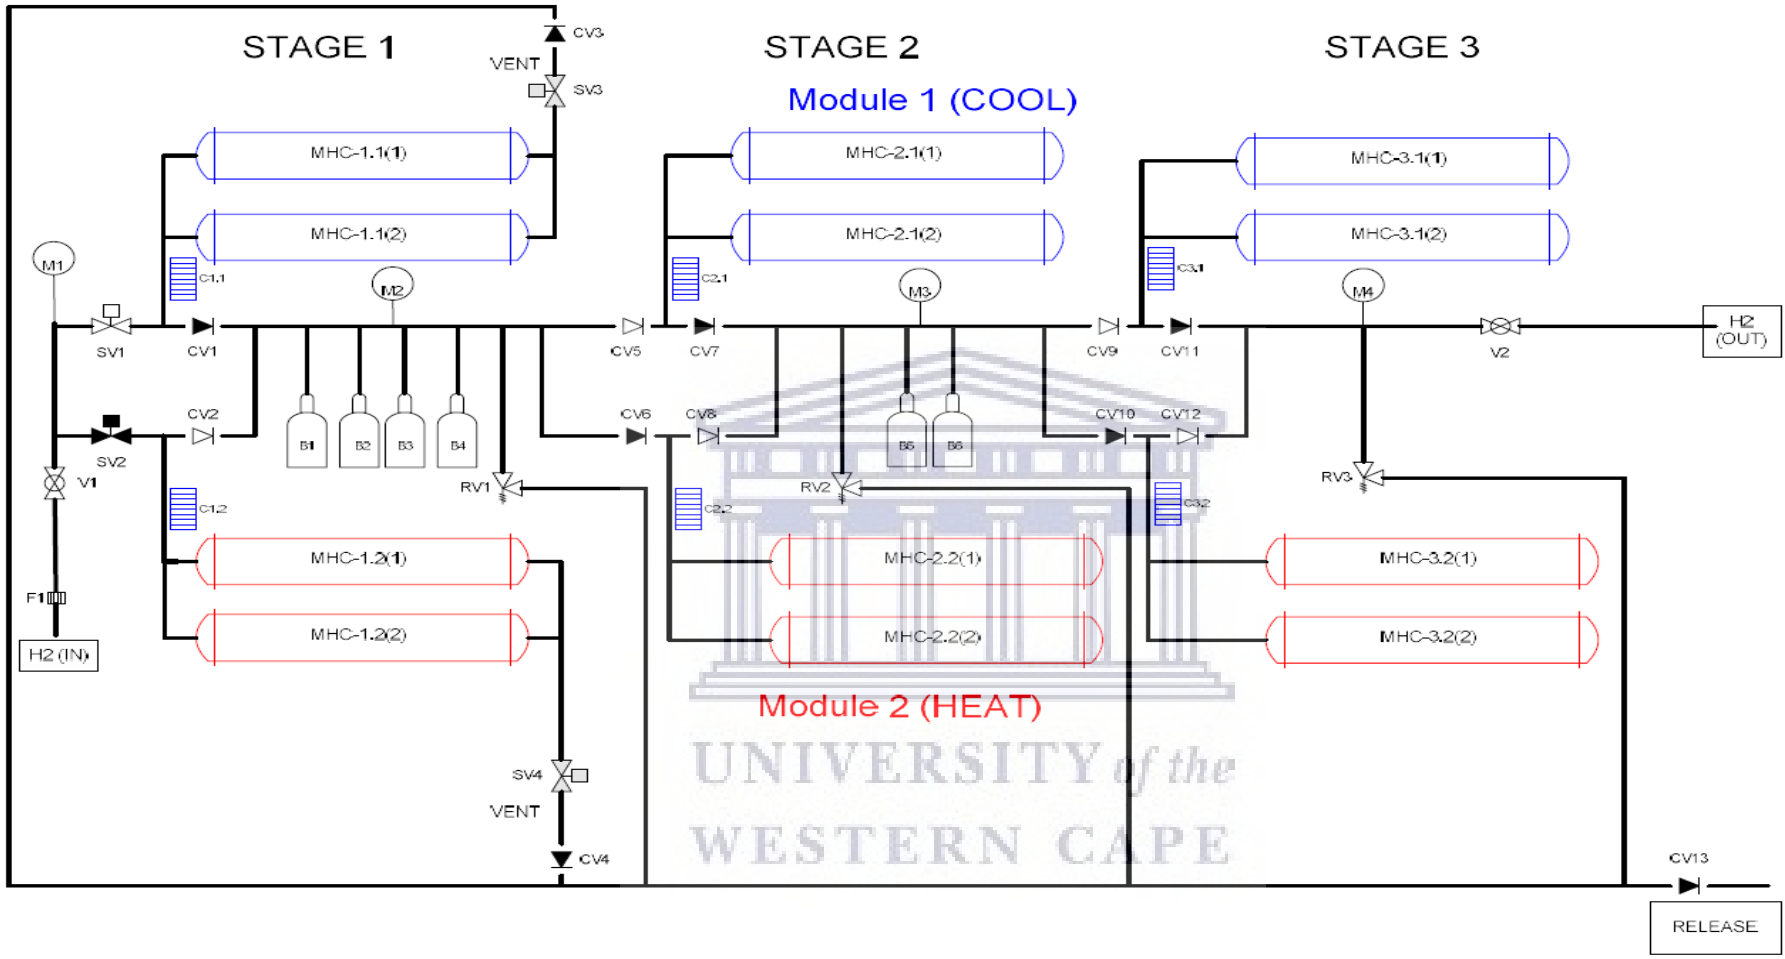 STAGE 1
STAGE 2
STAGE 3
CV3
VENT
SV3
Module 1 (COOL)
MHC-1.1(1)
MHC-2.1(1)
MHC-3.1(1)
MHC-1.1(2)
MHC-2.1(2)
MHC-3.1(2)
M1
C1.1
C2.1
C3.1
M2
M3
M4
SV1
CV1
CV5
CV7
CV9
CV11
V2
H2
(OUT)
CV2
CV6
CV8
CV10
CV12
SV2
B1
B2
B3
B4
B5
B6
V1
RV1
RV2
RV3
C1.2
C2.2
C3.2
MHC-1.2(1)
MHC-2.2(1)
MHC-3.2(1)
F1
MHC-1.2(2)
MHC-2.2(2)
MHC-3.2(2)
H2 (IN)
Module 2 (HEAT)
UNIVERSITY of the
WESTERN CAPE
SV4
VENT
CV4
CV13
RELEASE